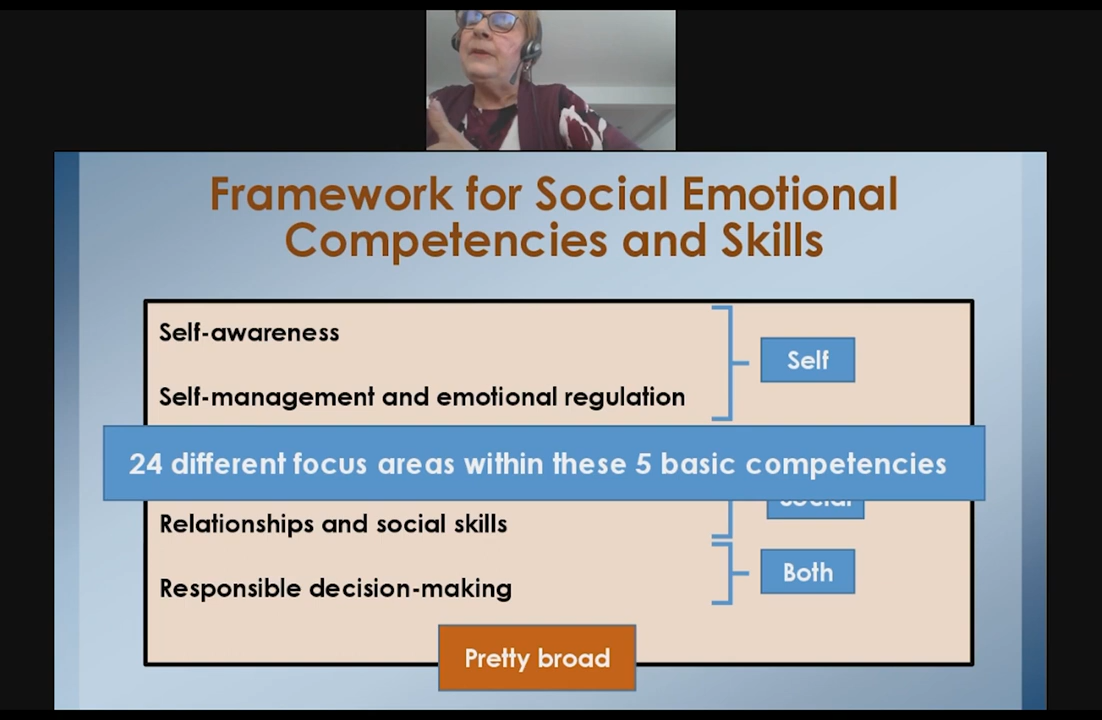 Framework for Social Emotional
Competencies and Skills
Self-awareness
Self
Self-management and emotional regulation
24 different focus areas within these 5 basic competencies
Social
Relationships and social skills
Both
Responsible decision-making
Pretty broad